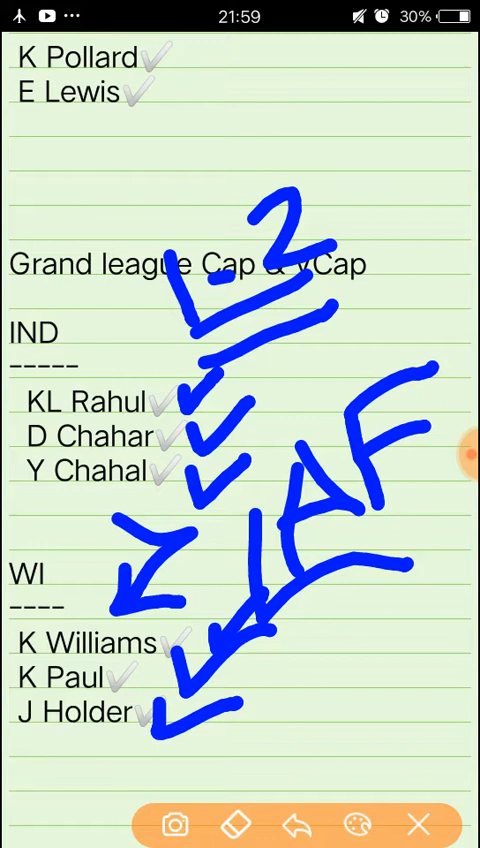 21:59
30%
K Pollard
E Lewis
L-2
Grand league Cap & VCap
IND
-----
KL Rahul
D Chahar
Y Chahal
WI
----
K Williams
K Paul
J Holder